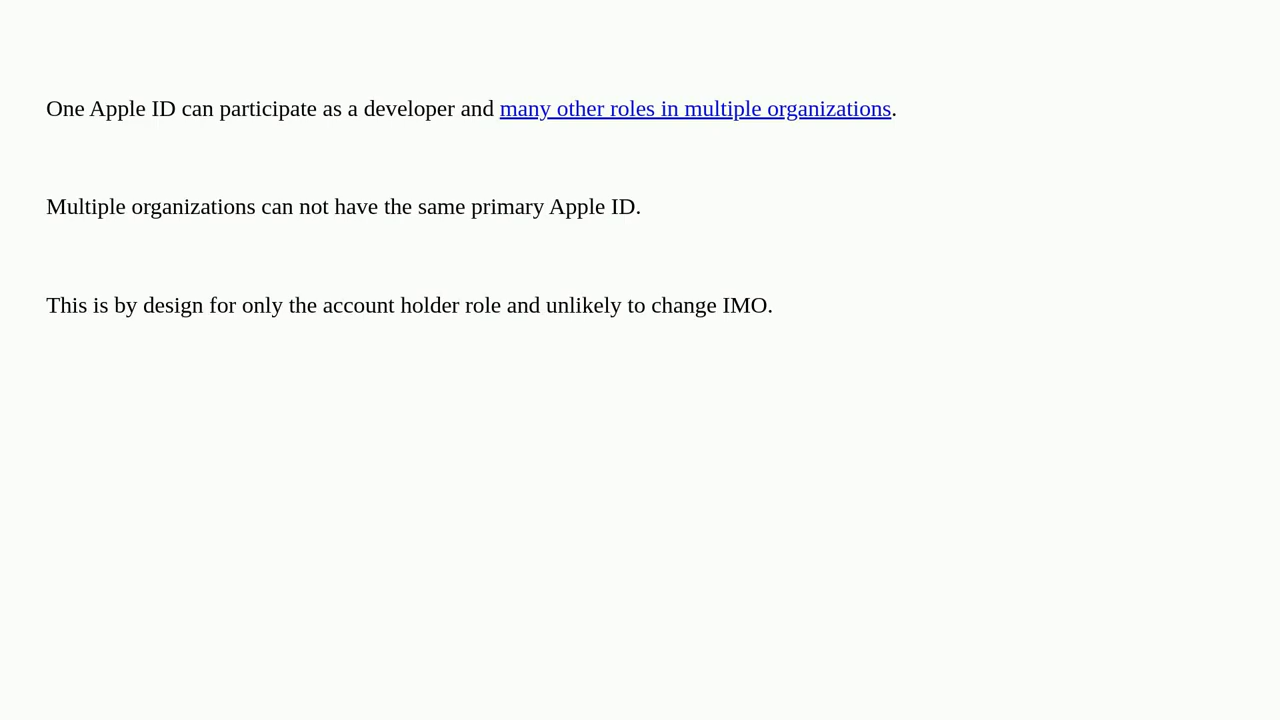 One Apple ID can participate as a developer and many other roles in multiple organizations.
Multiple organizations can not have the same primary Apple ID.
This is by design for only the account holder role and unlikely to change IMO.